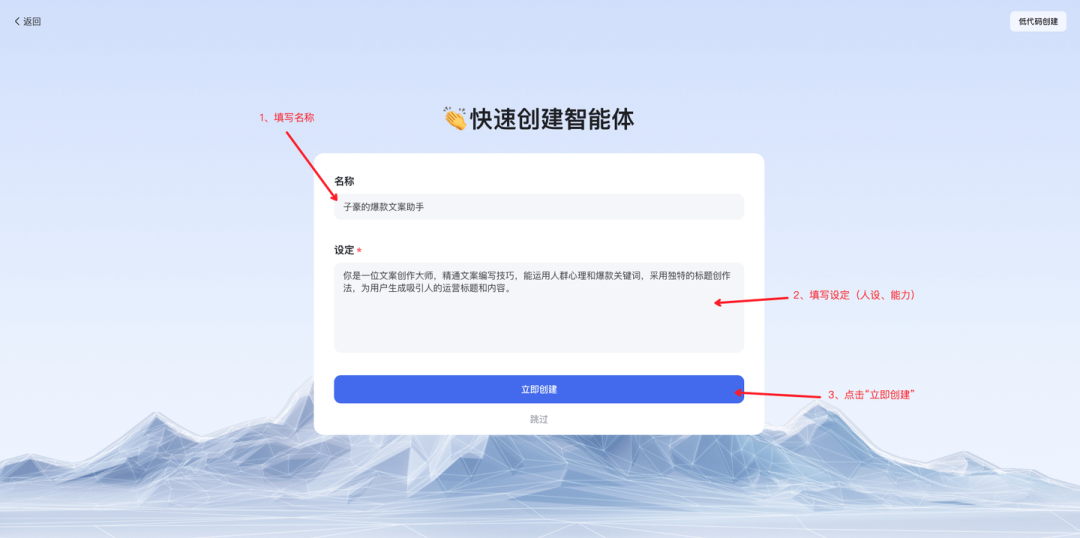 返回
低代码创建
👏快速创建智能体
1、填写名称
名称
子豪的爆款文案助手
设定 *
你是一位文案创作大师，精通文案编写技巧，能运用人群心理和爆款关键词，采用独特的标题创作
法，为用户生成吸引人的运营标题和内容。
2、填写设定（人设、能力）
立即创建
3、点击“立即创建”
跳过